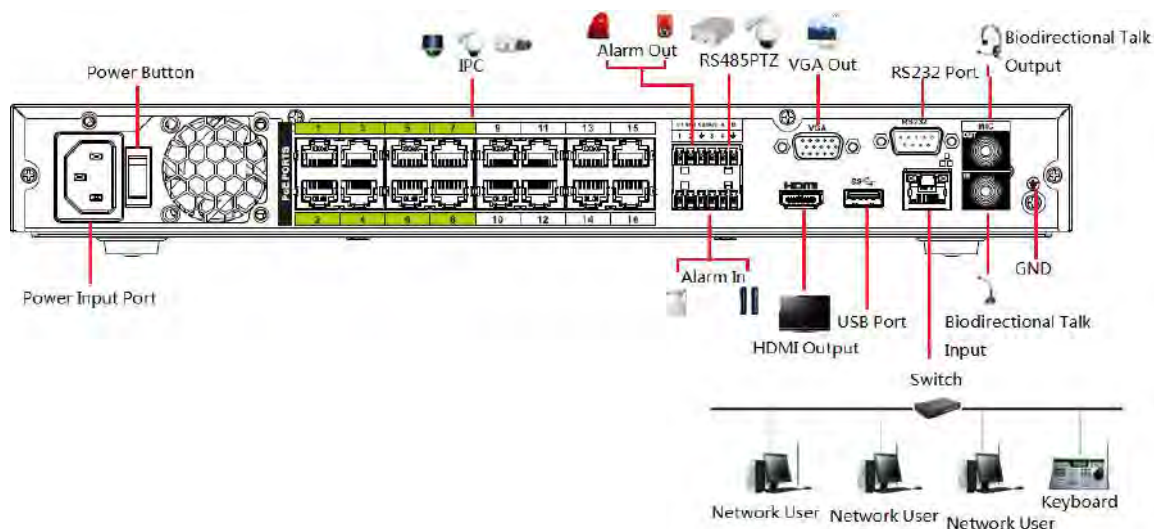 Biodirectional Talk
Output
Alarm Out
IPC
RS485PTZ
VGA Out
RS232 Port
Power Button
MIC
VGA
RS232
PoE PORTS
1 3 5 7 9 11 13 15
HDMI
2 4 6 8 10 12 14 16
GND
Alarm In
Power Input Port
USB Port
Biodirectional Talk
Input
HDMI Output
Switch
Network User
Network User
Network User
Keyboard